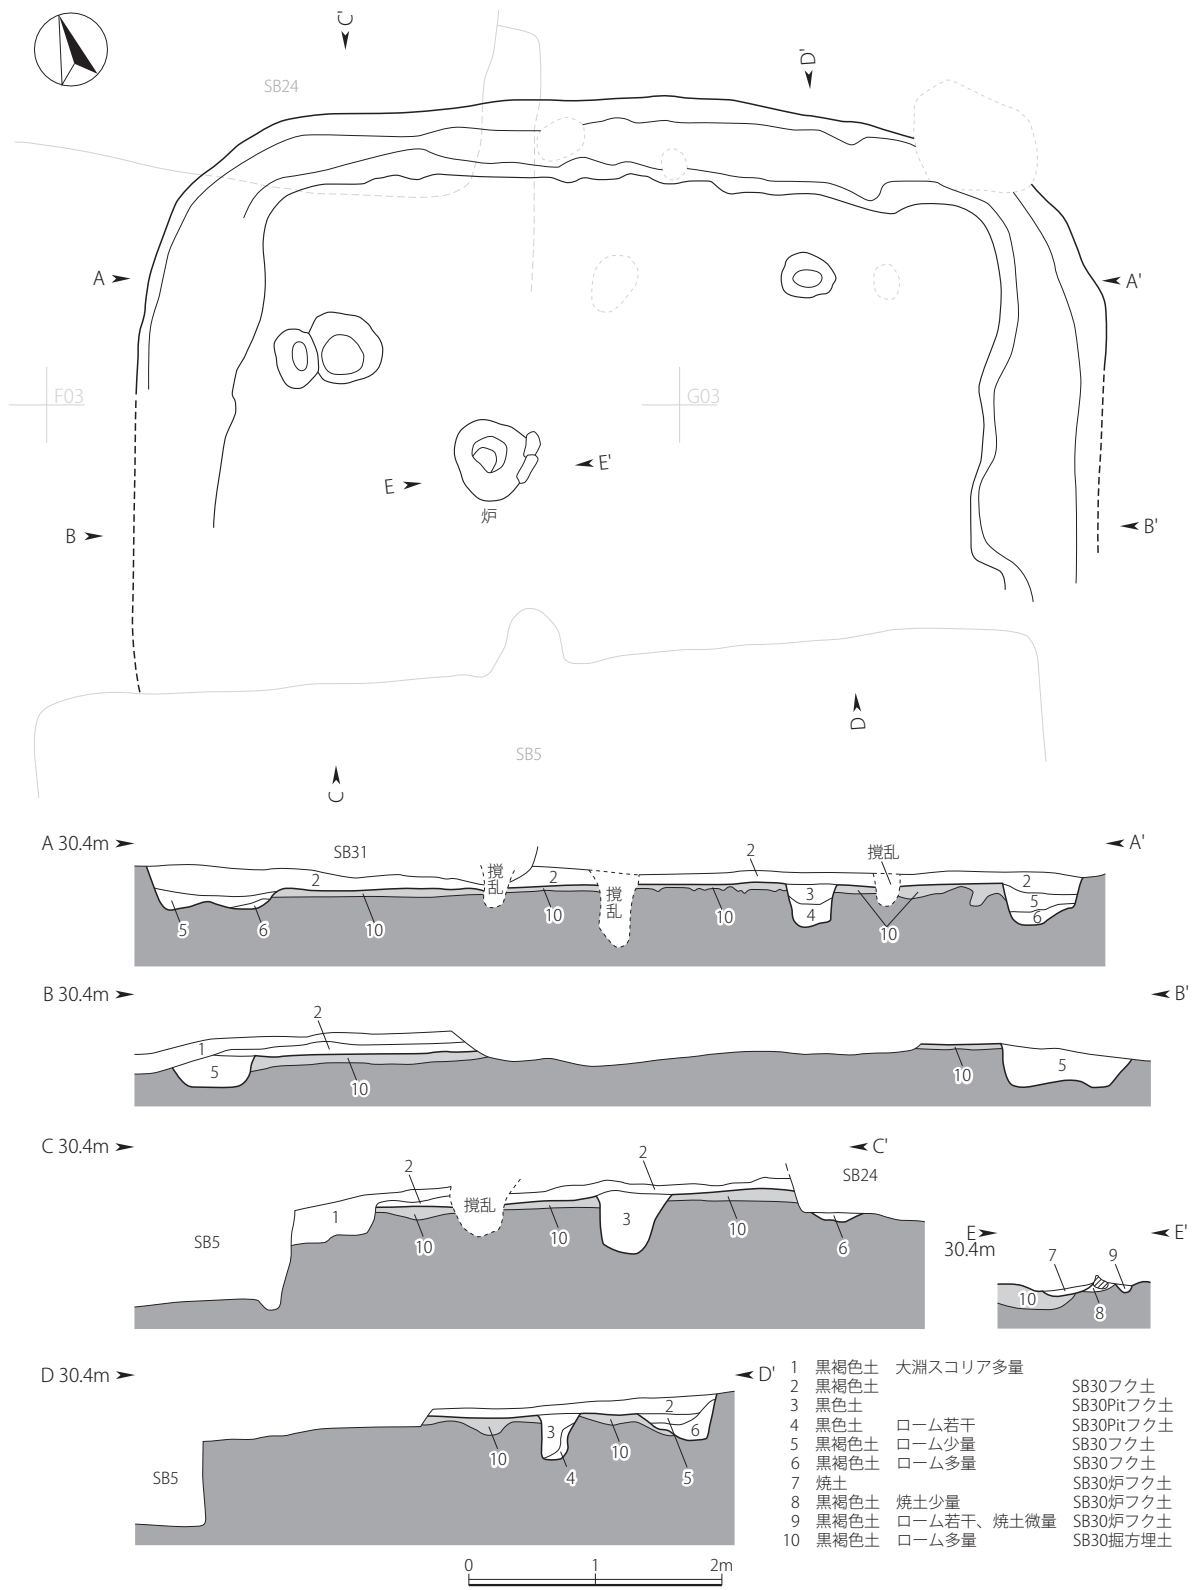 C'
D'
SB24
A
A'
F03
G03
E
E'
炉
B
B'
D
SB5
C
A 30.4m
A'
SB31
2
撹乱
2
撹乱
2
撹乱
2
5
6
10
10
10
3
4
10
5
6
B 30.4m
B'
2
1
5
10
10
5
C 30.4m
C'
SB24
2
2
撹乱
1
3
SB5
10
10
10
6
E
30.4m
E'
7
9
10
8
D 30.4m
D'
2
3
6
10
10
4
5
SB5
1 黒褐色土 大淵スコリア多量
2 黒褐色土 SB30フク土
3 黒色土 SB30Pitフク土
4 黒色土 ローム若干 SB30Pitフク土
5 黒褐色土 ローム少量 SB30フク土
6 黒褐色土 ローム多量 SB30フク土
7 焼土 SB30炉フク土
8 黒褐色土 焼土少量 SB30炉フク土
9 黒褐色土 ローム若干、焼土微量 SB30炉フク土
10 黒褐色土 ローム多量 SB30掘方埋土
0 1 2m